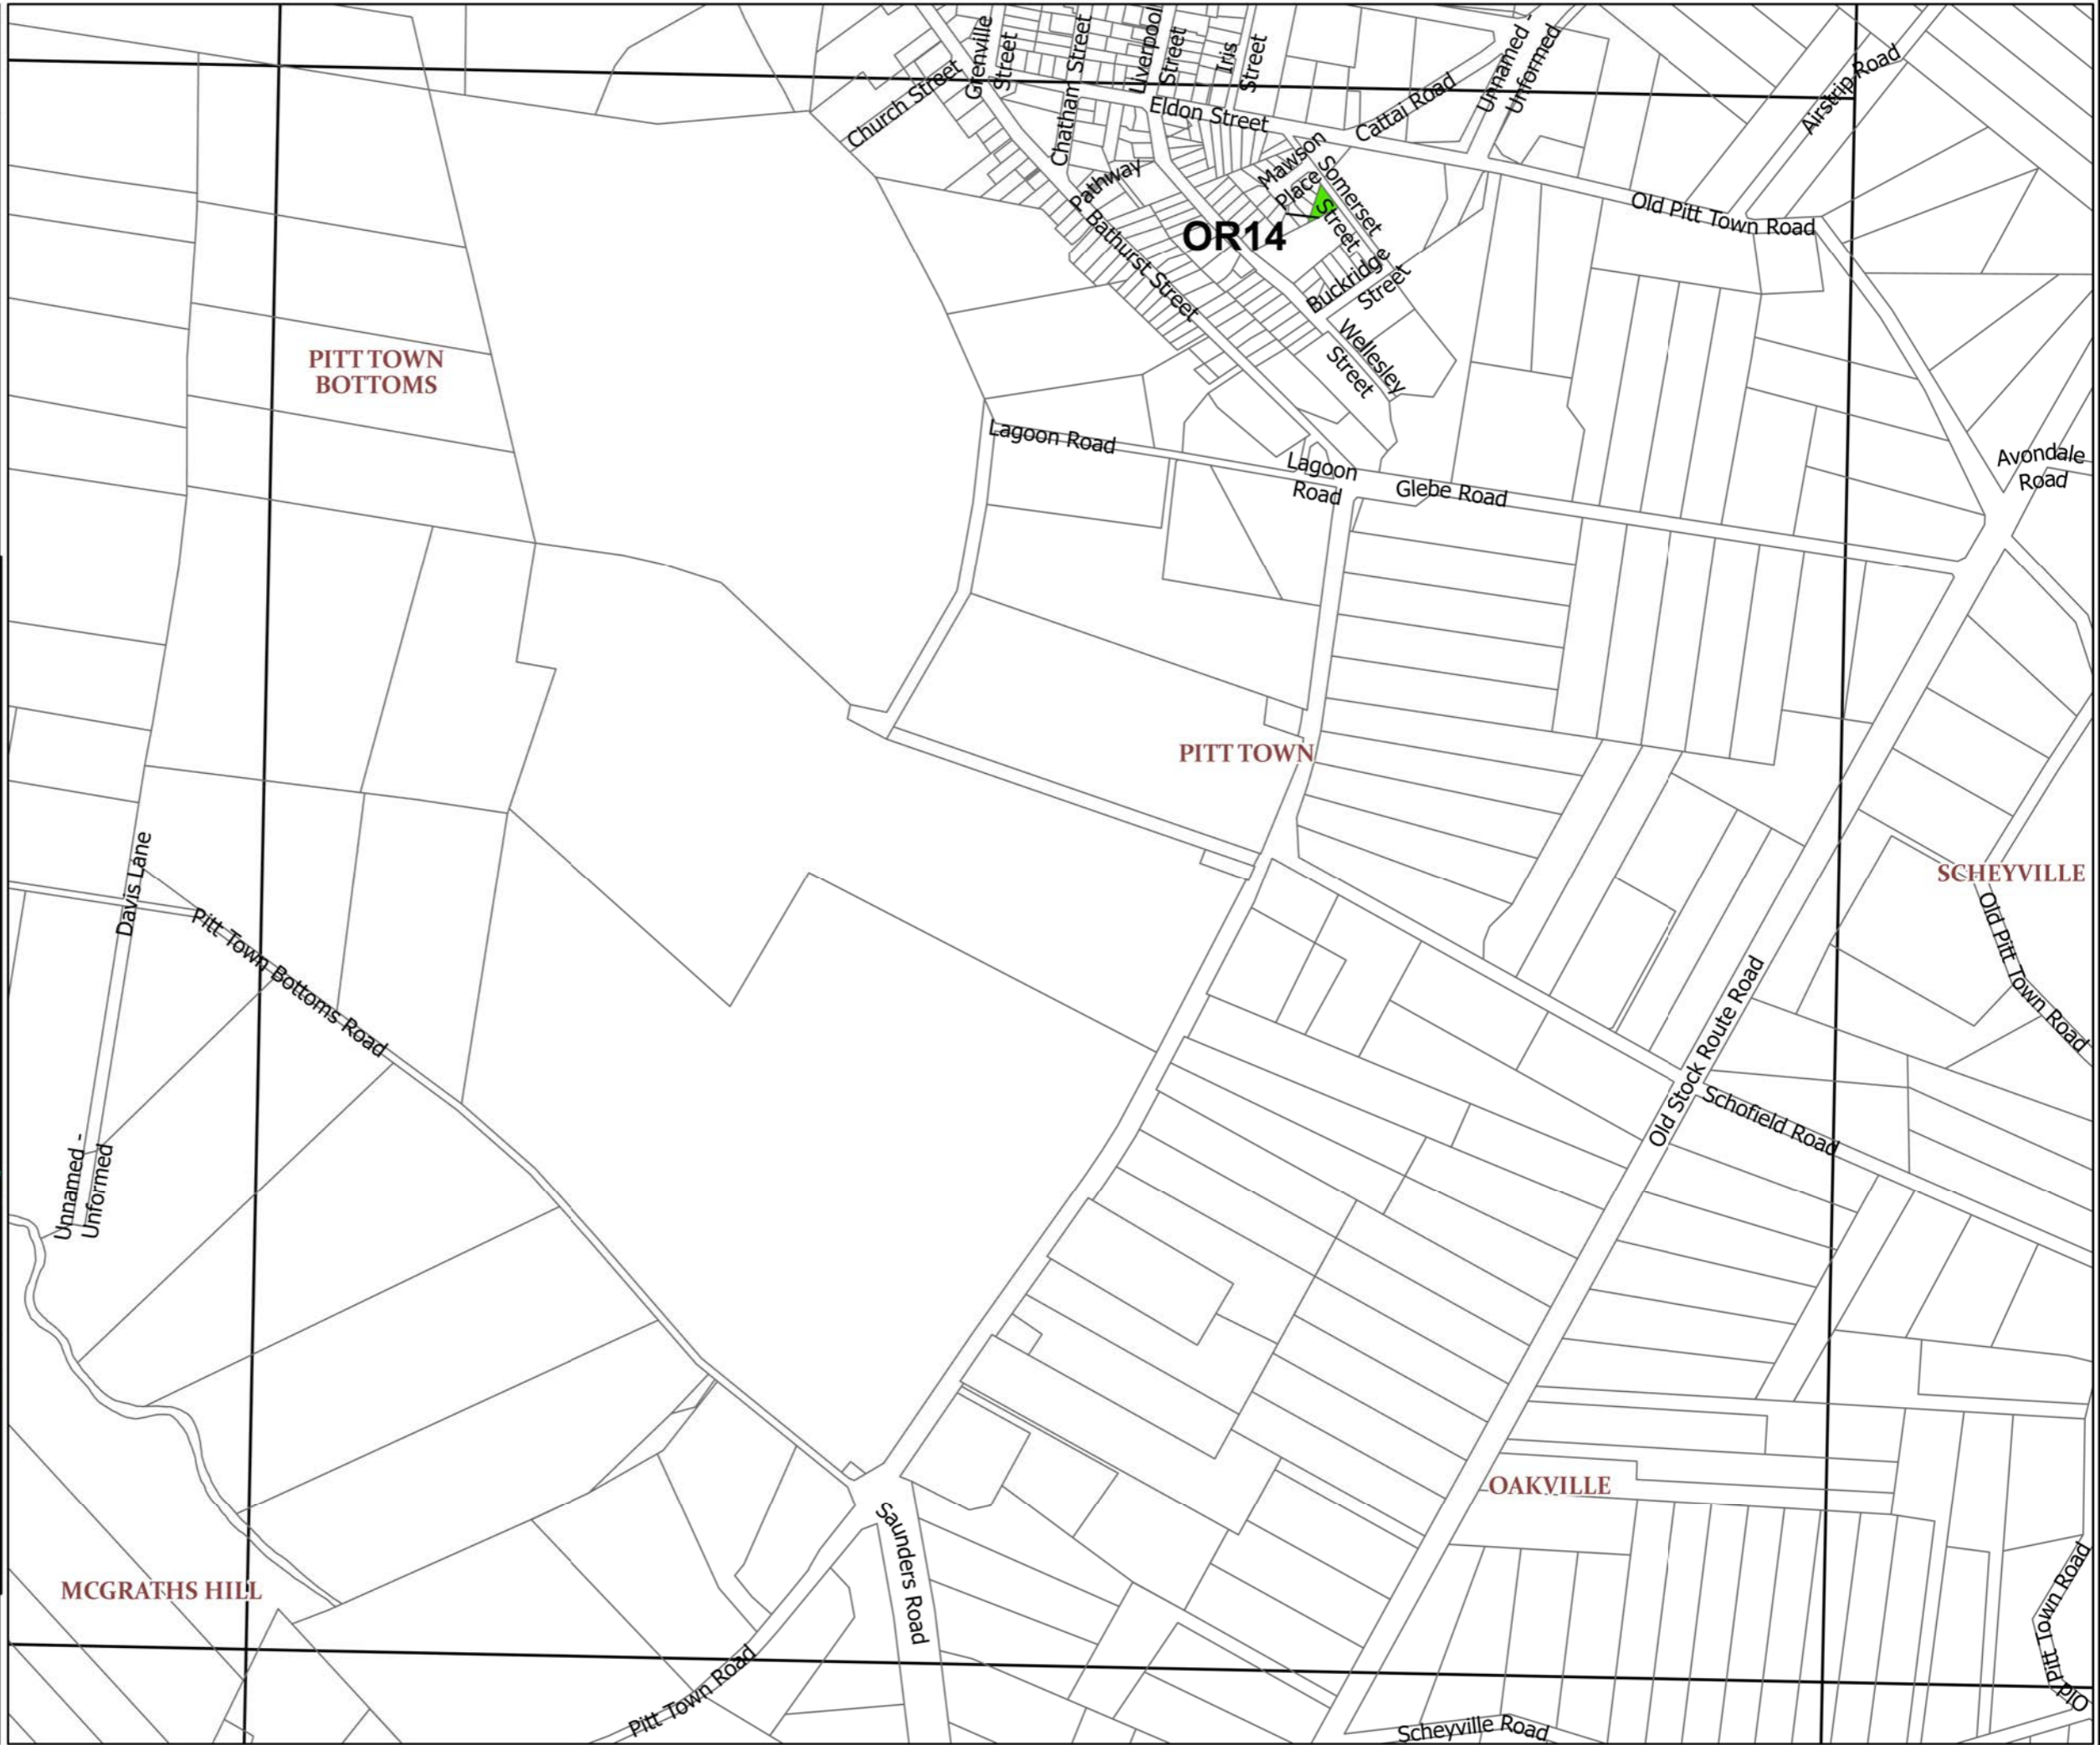 Grenville
Street
Chatham Street
Liverpool
Street
Iris
Street
Unnamed -
Unformed
Airstrip Road
Church Street
Eldon Street
Cattai Road
Mawson
Place
Somerset
Street
Pathway
Bathurst Street
OR14
Old Pitt Town Road
Buckridge
Street
Wellesley
Street
PITT TOWN
BOTTOMS
Lagoon Road
Lagoon
Road
Glebe Road
Avondale
Road
PITT TOWN
SCHEYVILLE
Davis Lane
Pitt Town Bottoms Road
Old Pitt Town Road
Old Stock Route Road
Schofield Road
Unnamed -
Unformed
OAKVILLE
MCGRATHS HILL
Saunders Road
Old Pitt Town Road
Pitt Town Road
Scheyville Road